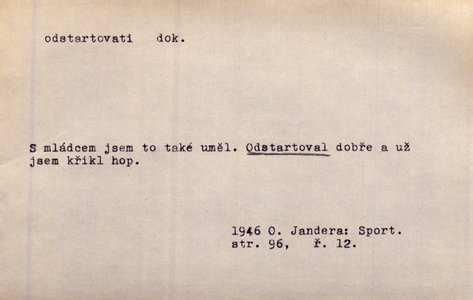 odstartovati dok.
S mládcem jsem to také uměl. Odstartoval dobře a už
jsem křikl hop.
1946 O. Jandera: Sport.
str. 96, ř. 12.